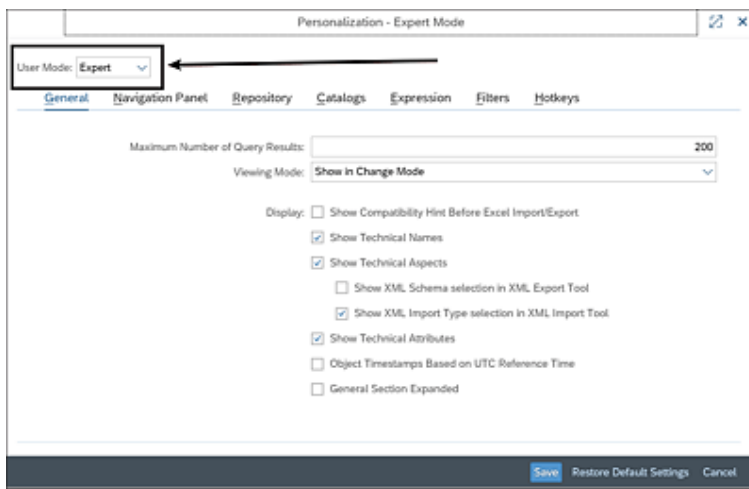 Personalization - Expert Mode
User Mode: Expert
General Navigation Panel Repository Catalogs Expression Filters Hotkeys
Maximum Number of Query Results: 200
Viewing Mode: Show in Change Mode
Display: Show Compatibility Hint Before Excel Import/Export
Show Technical Names
Show Technical Aspects
Show XML Schema selection in XML Export Tool
Show XML Import Type selection in XML Import Tool
Show Technical Attributes
Object Timestamps Based on UTC Reference Time
General Section Expanded
Save Restore Default Settings Cancel